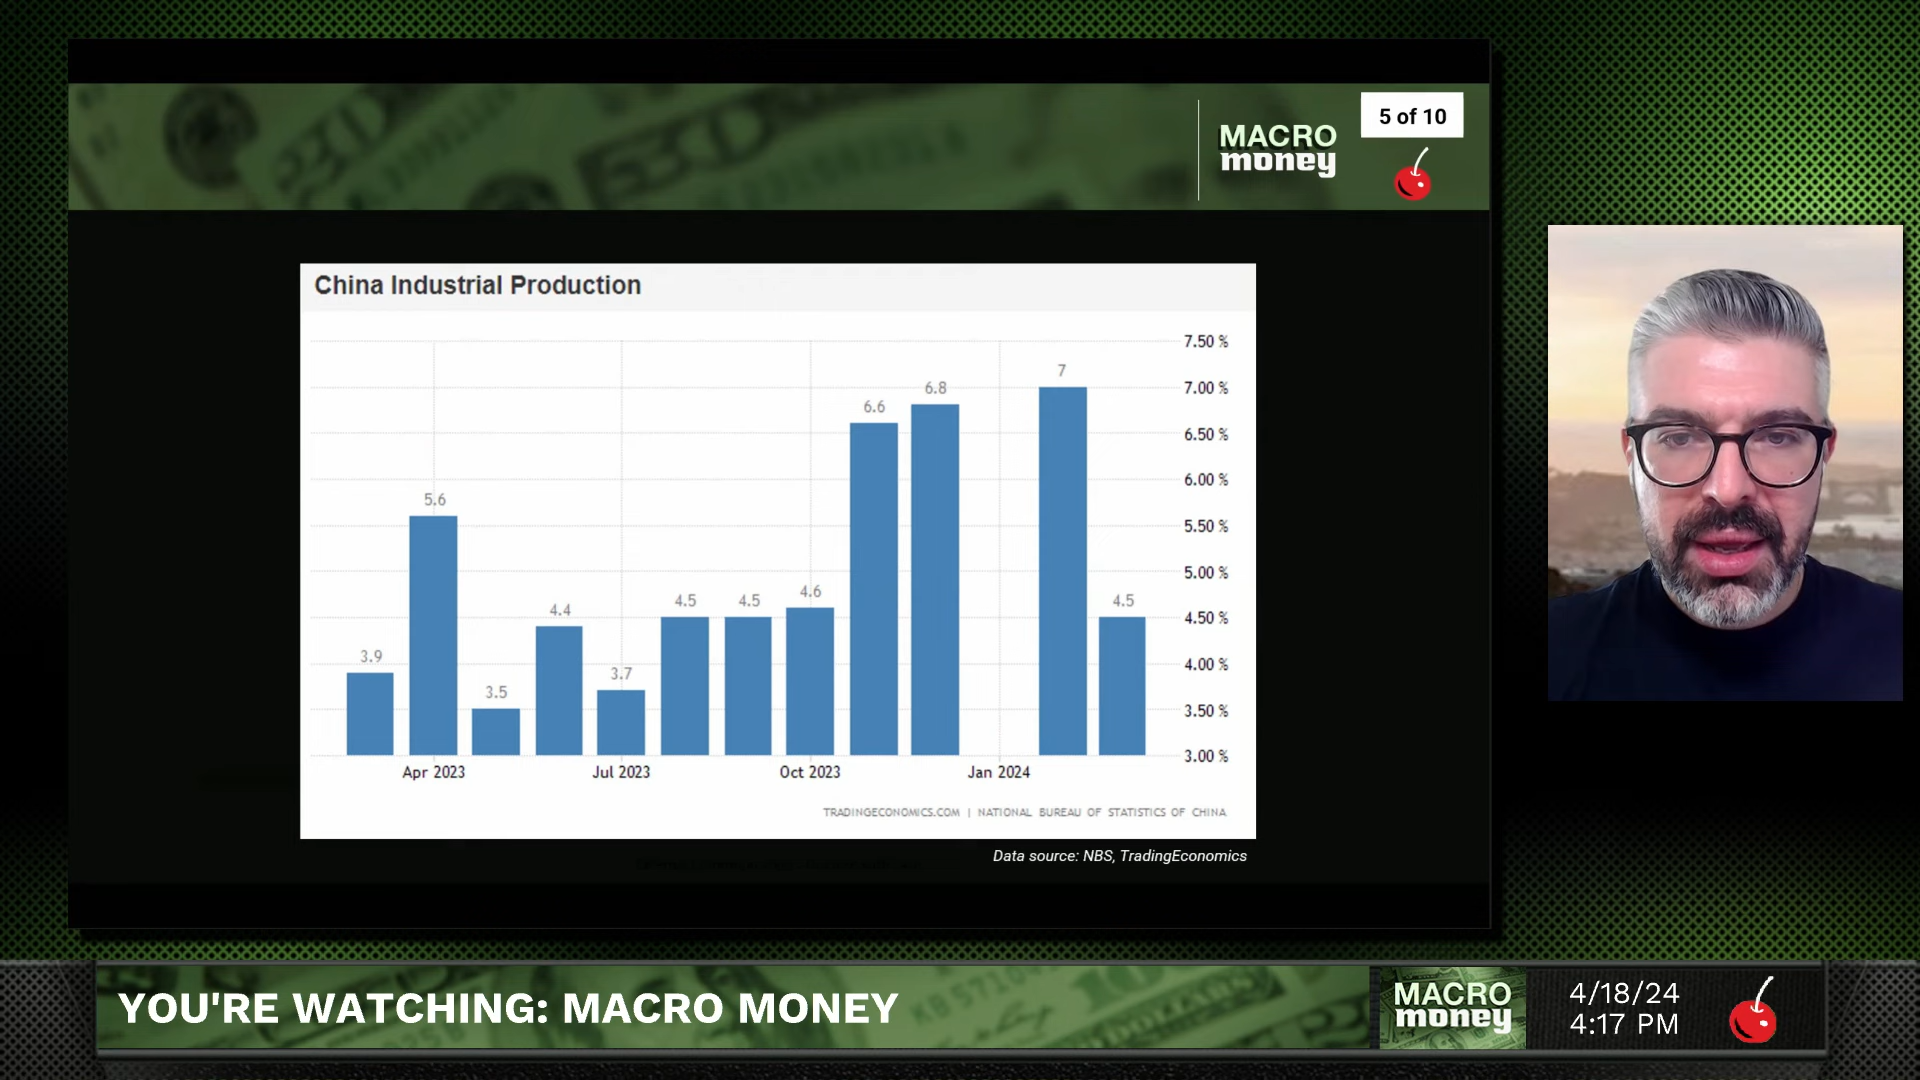 5 of 10
MACRO
money
China Industrial Production
7.50 %
7.00 %
6.50 %
6.00 %
5.50 %
5.00 %
4.50 %
4.00 %
3.50 %
3.00 %
3.9
5.6
3.5
4.4
3.7
4.5
4.5
4.6
6.6
6.8
7
4.5
Apr 2023 Jul 2023 Oct 2023 Jan 2024
TRADINGECONOMICS.COM | NATIONAL BUREAU OF STATISTICS OF CHINA
Data source: NBS, TradingEconomics
YOU'RE WATCHING: MACRO MONEY
MACRO
money
4/18/24
4:17 PM